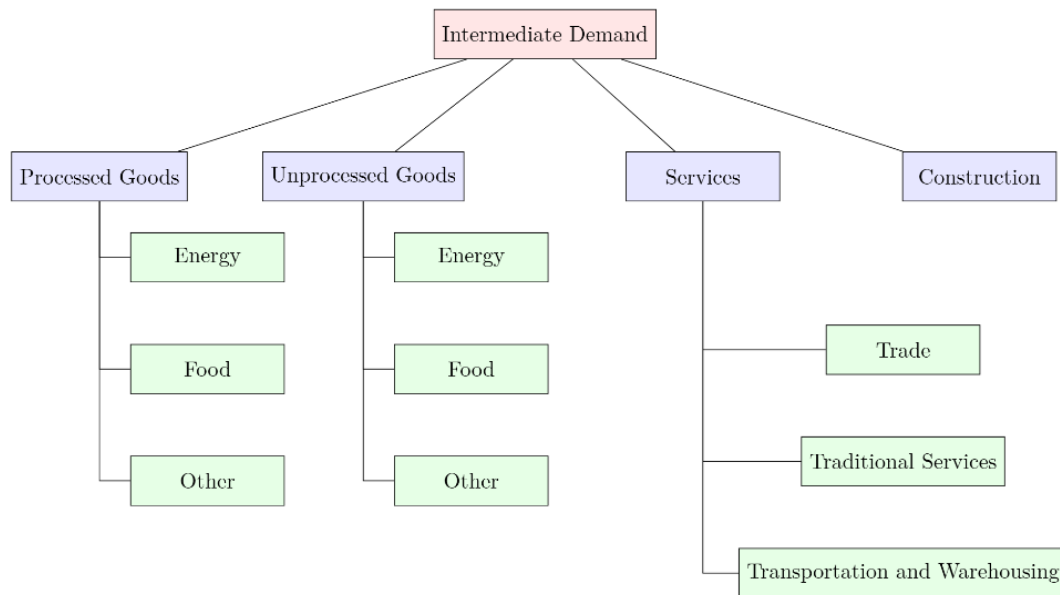 Intermediate Demand
Processed Goods
Unprocessed Goods
Services
Construction
Energy
Energy
Food
Food
Trade
Other
Other
Traditional Services
Transportation and Warehousing